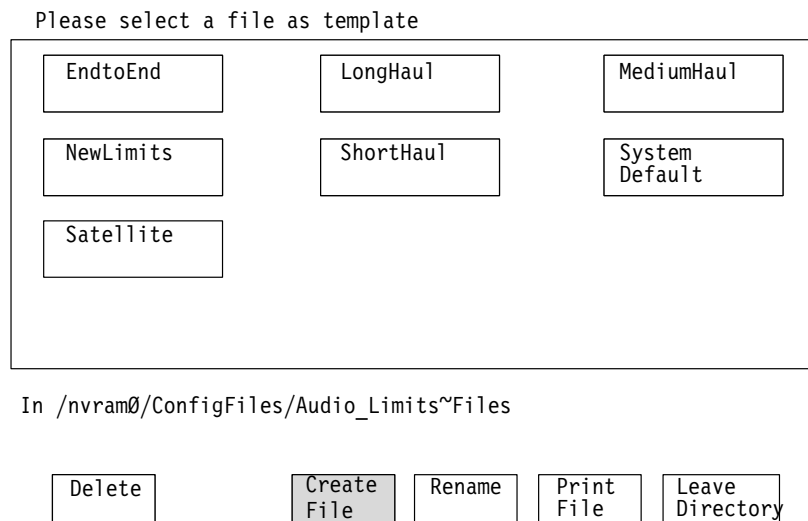 Please select a file as template
EndtoEnd
LongHaul
MediumHaul
NewLimits
ShortHaul
System
Default
Satellite
In /nvram0/ConfigFiles/Audio_Limits~Files
Delete
Create
File
Rename
Print
File
Leave
Directory